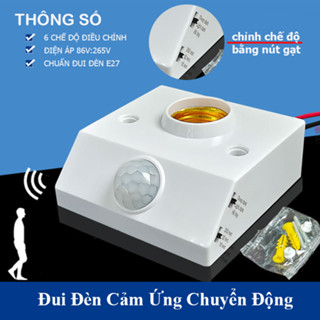 THÔNG SỐ
6 CHẾ ĐỘ ĐIỀU CHỈNH
ĐIỆN ÁP 86V:265V
CHUẨN ĐUI ĐÈN E27
chỉnh chế độ
bằng nút gạt
Đui Đèn Cảm Ứng Chuyển Động